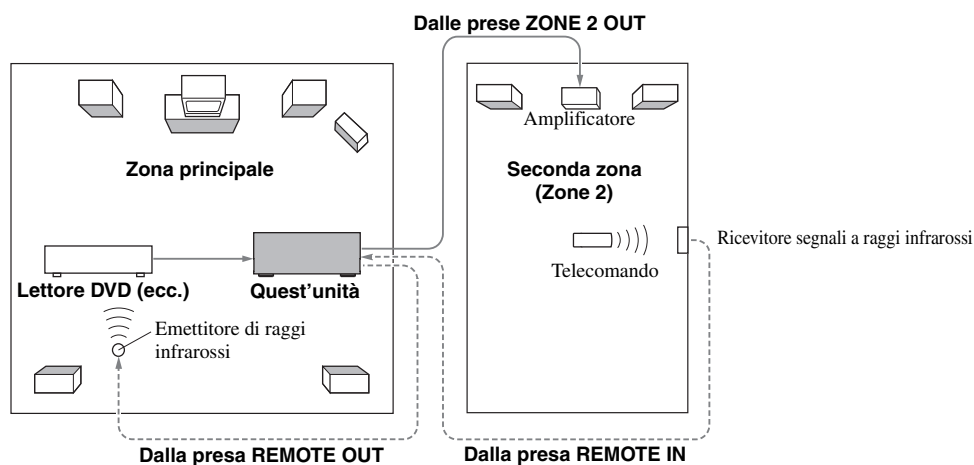 Dalle prese ZONE 2 OUT
Zona principale
Amplificatore
Seconda zona
(Zone 2)
Telecomando
Ricevitore segnali a raggi infrarossi
Lettore DVD (ecc.)
Quest'unità
Emettitore di raggi
infrarossi
Dalla presa REMOTE OUT
Dalla presa REMOTE IN